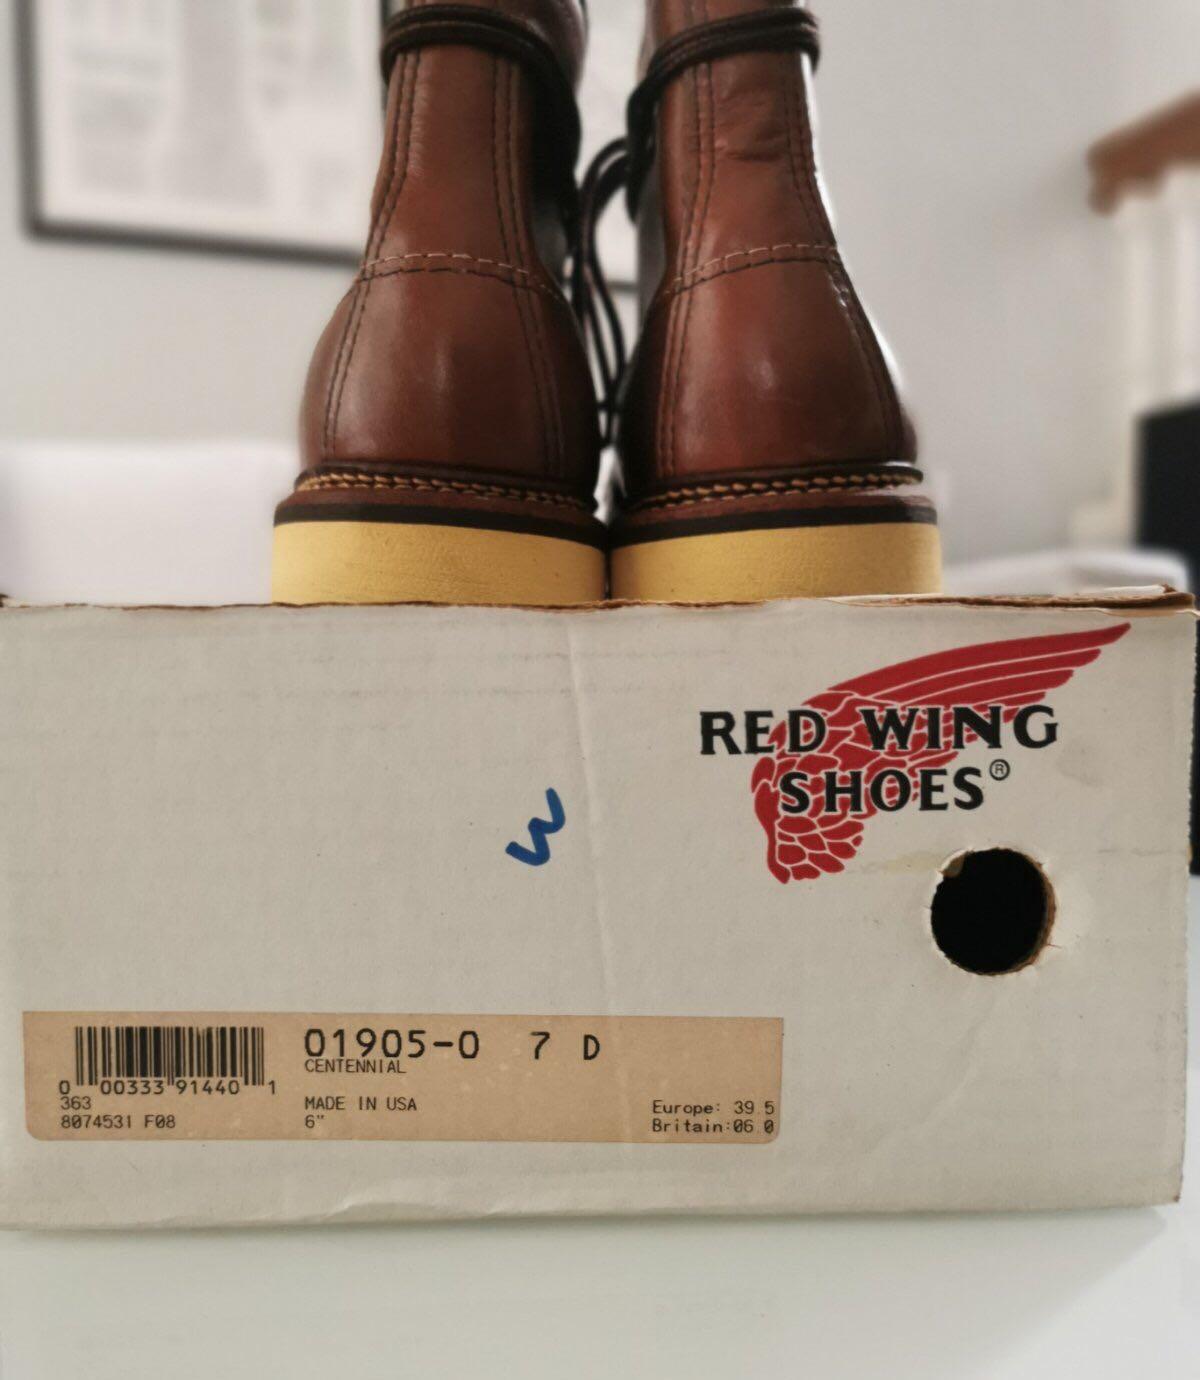 RED WING
SHOES®
01905-0 7 D
CENTENNIAL
0 00333 91440 1
363
8074531 F08
MADE IN USA
6"
Europe: 39.5
Britain:06.0